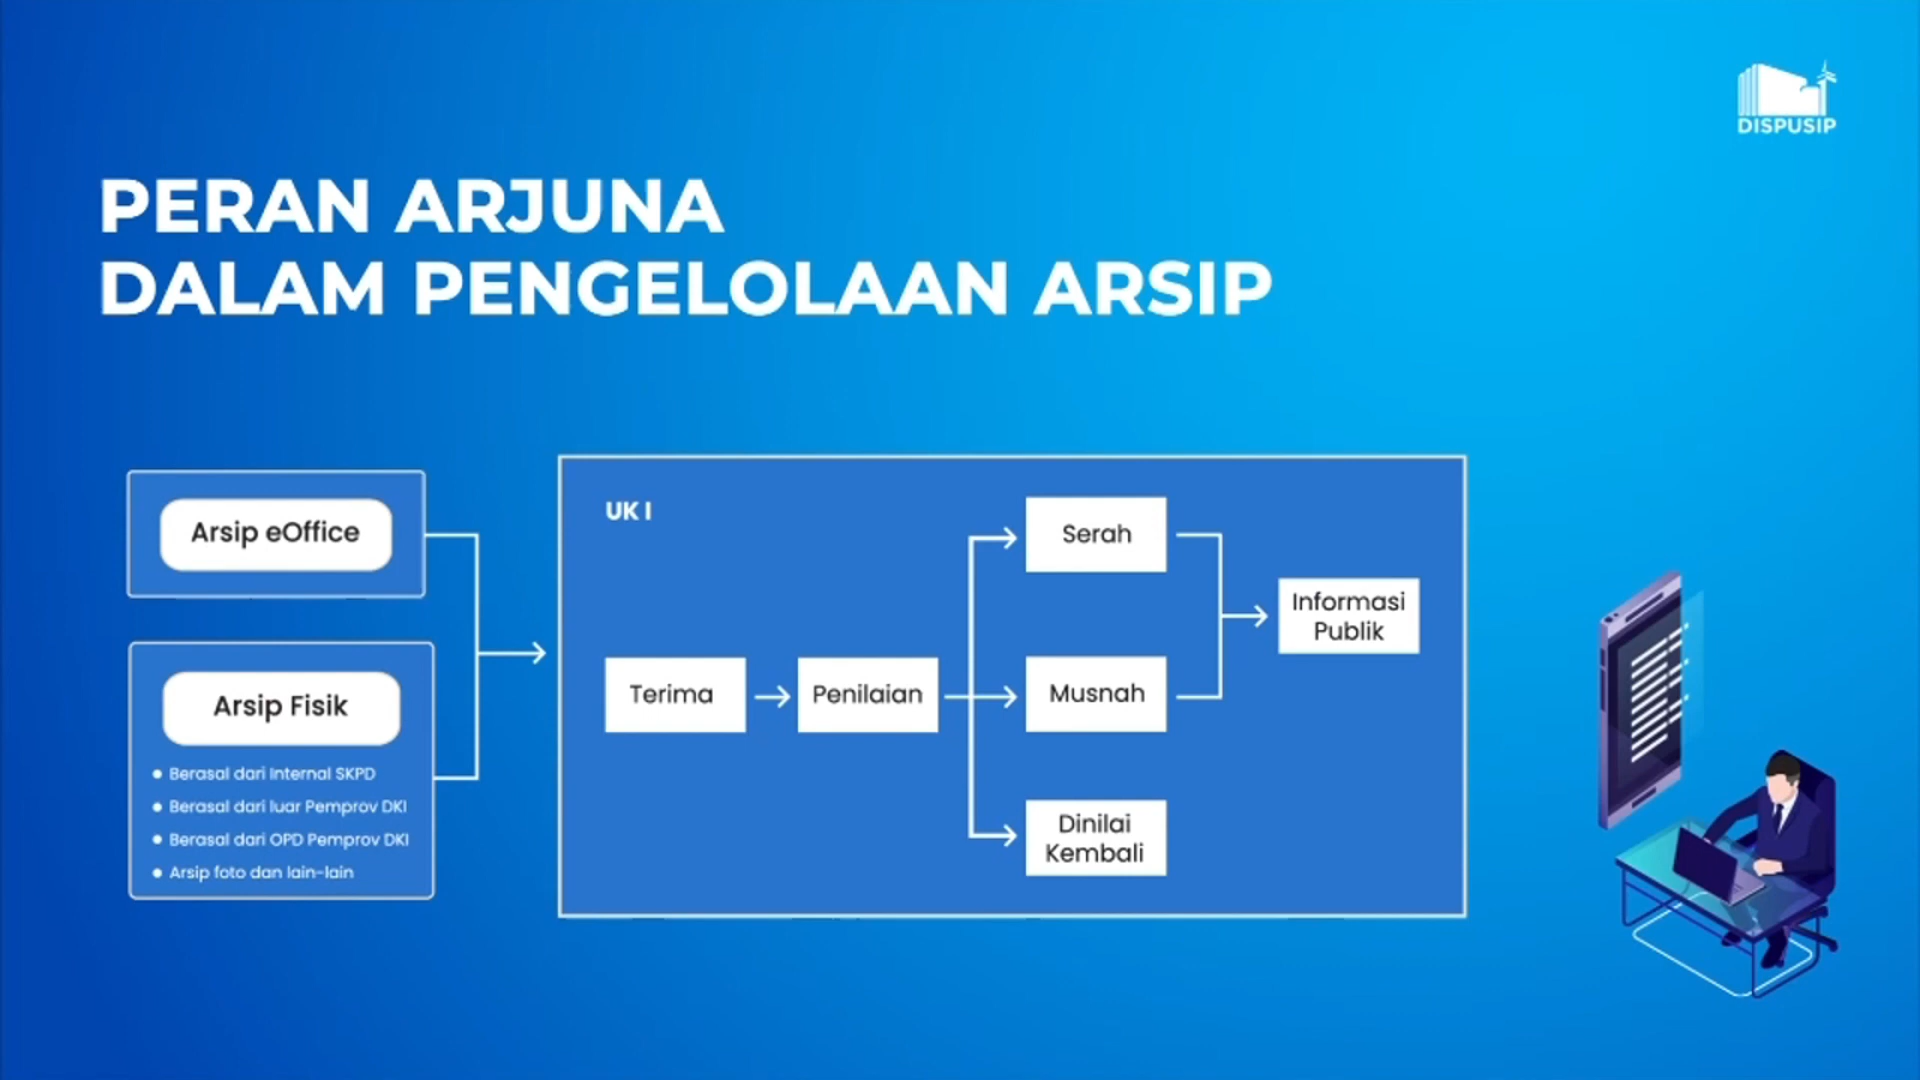 DISPUSIP
PERAN ARJUNA
DALAM PENGELOLAAN ARSIP
Arsip eOffice
Arsip Fisik
• Berasal dari Internal SKPD
• Berasal dari luar Pemprov DKI
• Berasal dari OPD Pemprov DKI
• Arsip foto dan lain-lain
UK I
Terima
Penilaian
Serah
Musnah
Dinilai
Kembali
Informasi
Publik